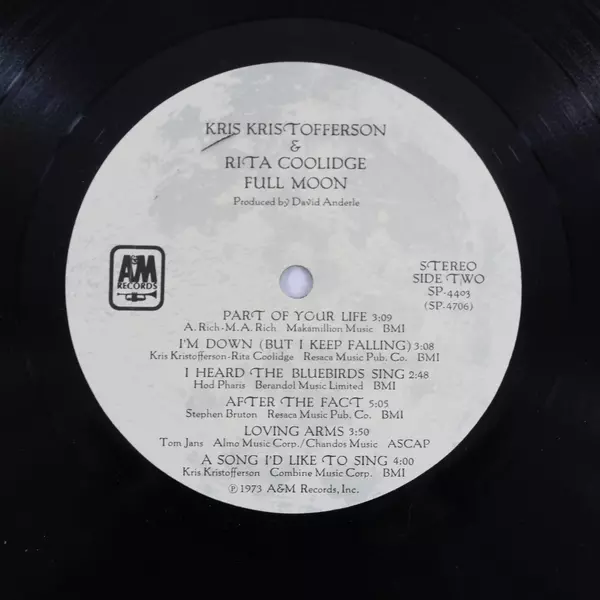 KRIS KRISTOFFERSON
&
RITA COOLIDGE
FULL MOON
Produced by David Anderle
A&M
RECORDS
STEREO
SIDE TWO
SP-4403
(SP-4706)
PART OF YOUR LIFE 3:09
A. Rich-M.A. Rich Makamillion Music BMI
I'M DOWN (BUT I KEEP FALLING) 3:08
Kris Kristofferson-Rita Coolidge Resaca Music Pub. Co. BMI
I HEARD THE BLUEBIRDS SING 2:48
Hod Pharis Berandol Music Limited BMI
AFTER THE FACT 5:05
Stephen Bruton Resaca Music Pub. Co. BMI
LOVING ARMS 3:50
Tom Jans Almo Music Corp./Chandos Music ASCAP
A SONG I'D LIKE TO SING 4:00
Kris Kristofferson Combine Music Corp. BMI
℗ 1973 A&M Records, Inc.